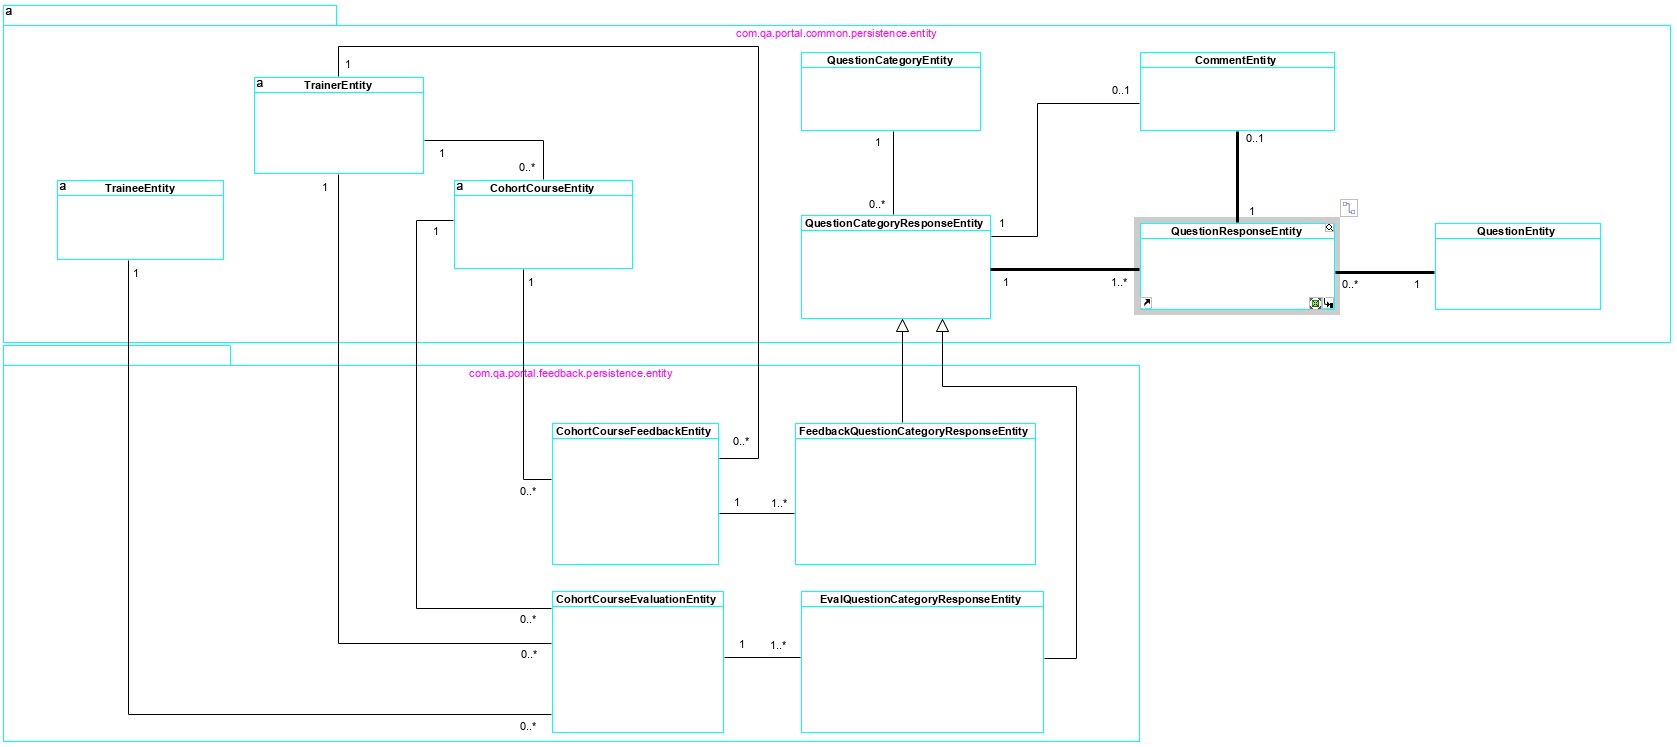 a
com.qa.portal.common.persistence.entity
QuestionCategoryEntity
CommentEntity
1
a
TrainerEntity
0..1
1
0..1
1
0..*
1
a
TraineeEntity
a
CohortCourseEntity
0..*
1
1
QuestionCategoryResponseEntity
1
QuestionResponseEntity
QuestionEntity
1
1
1
1
1..*
0..*
1
com.qa.portal.feedback.persistence.entity
CohortCourseFeedbackEntity
0..*
FeedbackQuestionCategoryResponseEntity
0..*
1
1..*
CohortCourseEvaluationEntity
EvalQuestionCategoryResponseEntity
0..*
1
1..*
0..*
0..*